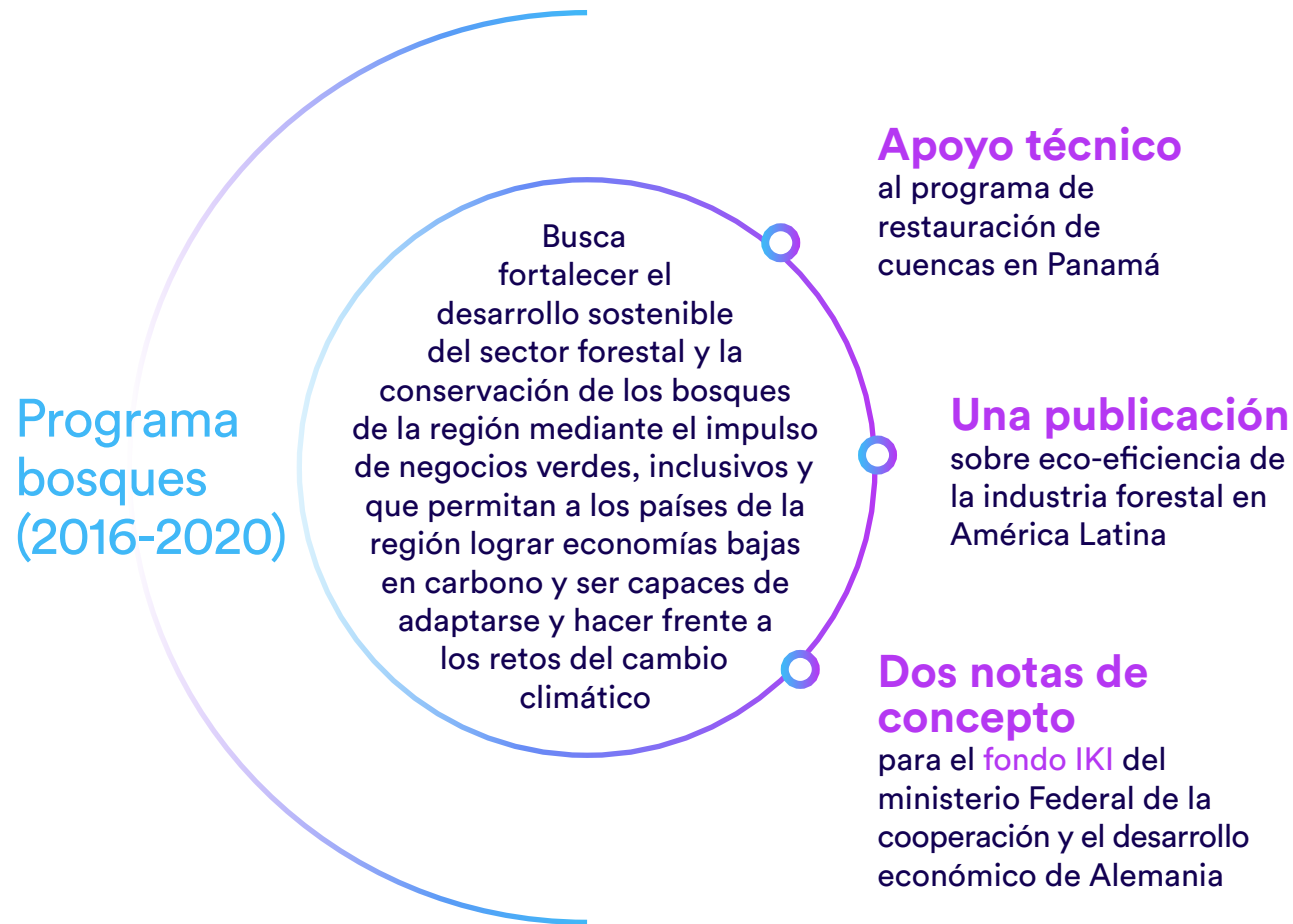 Programa
bosques
(2016-2020)
Busca
fortalecer el
desarrollo sostenible
del sector forestal y la
conservación de los bosques
de la región mediante el impulso
de negocios verdes, inclusivos y
que permitan a los países de la
región lograr economías bajas
en carbono y ser capaces de
adaptarse y hacer frente a
los retos del cambio
climático
Apoyo técnico
al programa de
restauración de
cuencas en Panamá
Una publicación
sobre eco-eficiencia de
la industria forestal en
América Latina
Dos notas de
concepto
para el fondo IKI del
ministerio Federal de la
cooperación y el desarrollo
económico de Alemania